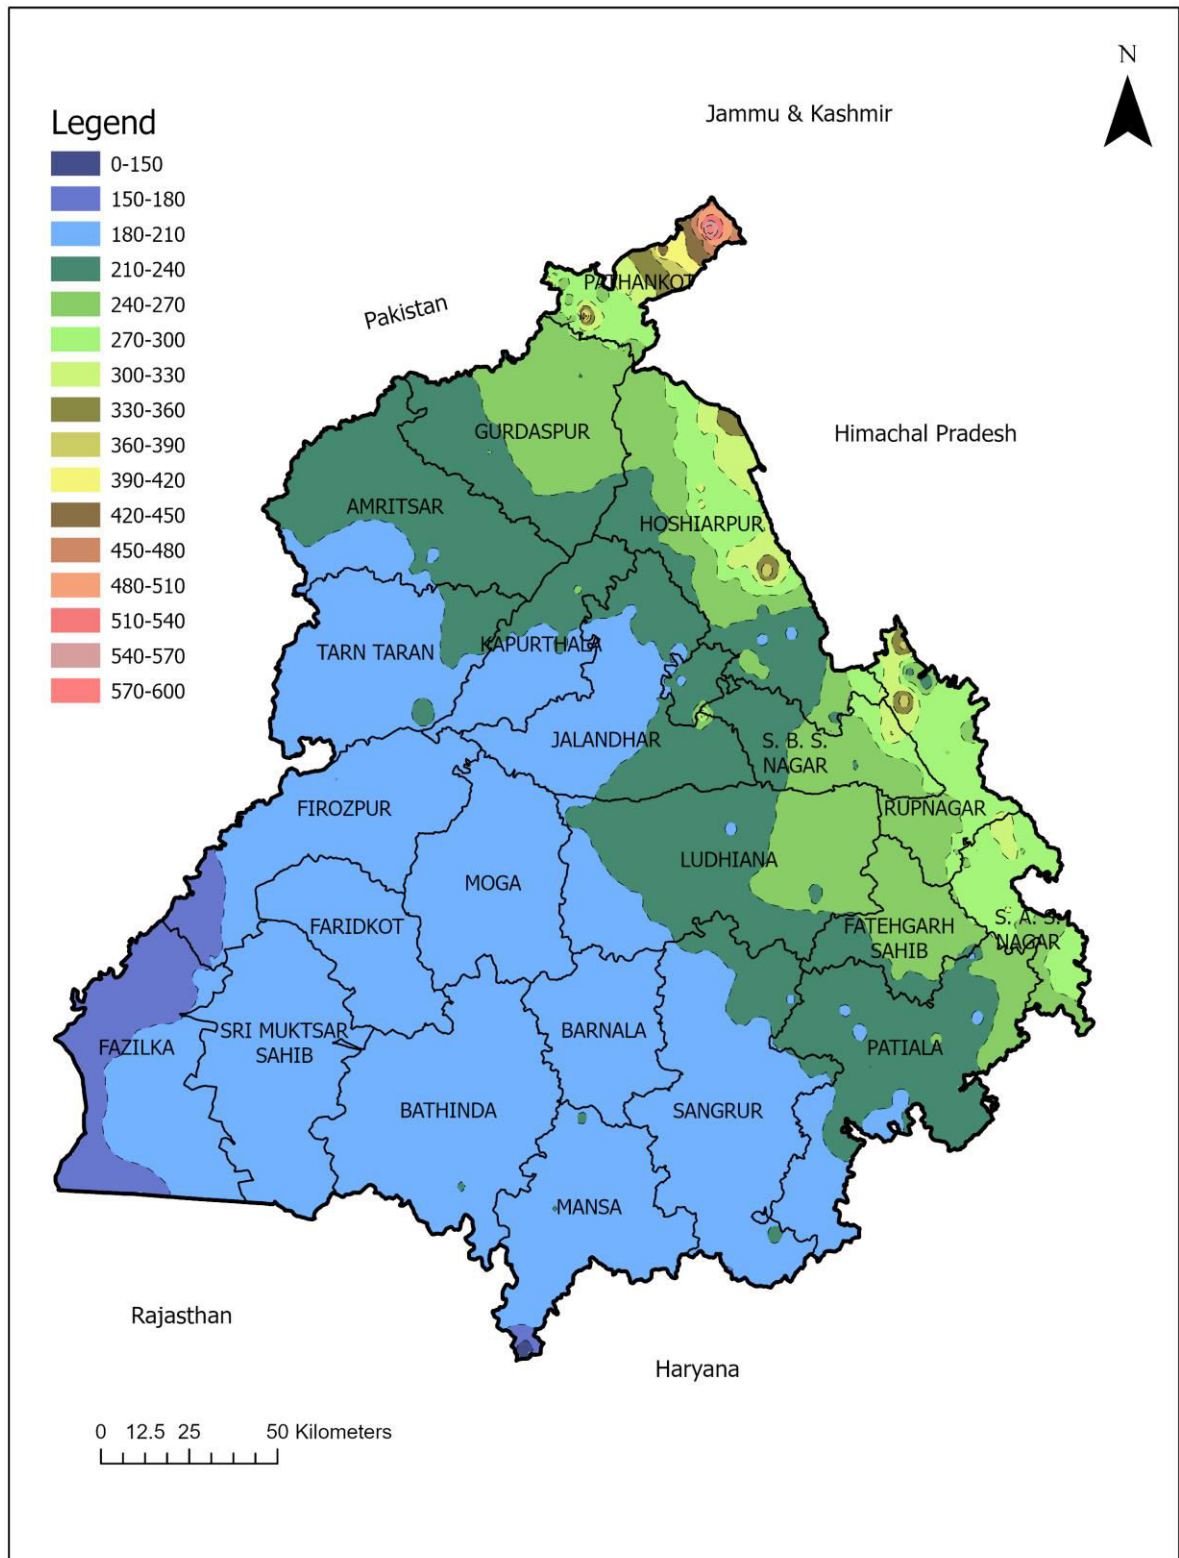 N
Jammu & Kashmir
Legend
0-150
150-180
180-210
210-240
240-270
270-300
300-330
330-360
360-390
390-420
420-450
450-480
480-510
510-540
540-570
570-600
PATHANKOT
Pakistan
GURDASPUR
Himachal Pradesh
AMRITSAR
HOSHIARPUR
TARN TARAN
KAPURTHALA
JALANDHAR
S. B. S.
NAGAR
FIROZPUR
RUPNAGAR
LUDHIANA
MOGA
FARIDKOT
FATEHGARH
SAHIB
S. A. S.
NAGAR
FAZILKA
SRI MUKTSAR
SAHIB
BARNALA
PATIALA
BATHINDA
SANGRUR
MANSA
Rajasthan
Haryana
0 12.5 25 50 Kilometers